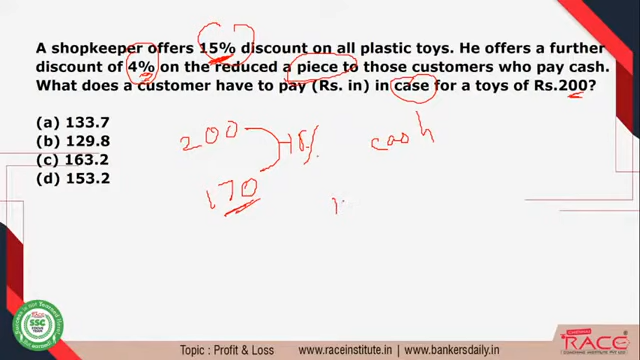 A shopkeeper offers 15% discount on all plastic toys. He offers a further
discount of 4% on the reduced a piece to those customers who pay cash.
What does a customer have to pay (Rs. in) in case for a toys of Rs.200?
(a) 133.7
(b) 129.8
(c) 163.2
(d) 153.2
200
15%
cash
170
RACE
SSC
Topic : Profit & Loss
www.raceinstitute.in | www.bankersdaily.in
RACE